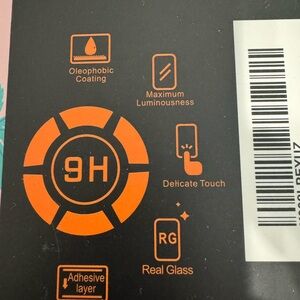 Oleophobic
Coating
Maximum
Luminousness
9H
Delicate Touch
RG
Real Glass
Adhesive
layer